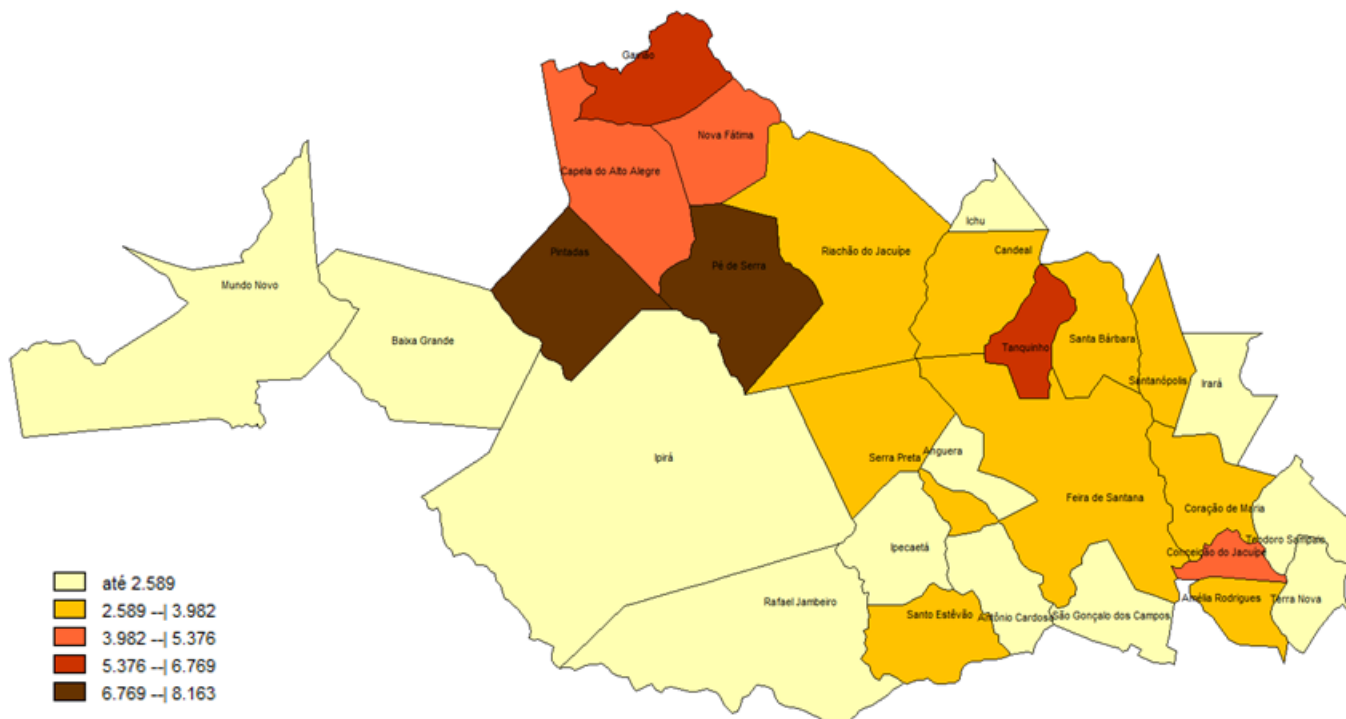 Gavião
Nova Fátima
Capela do Alto Alegre
Ichu
Pintadas
Pé de Serra
Riachão do Jacuípe
Candeal
Mundo Novo
Baixa Grande
Tanquinho
Santa Bárbara
Santanópolis
Irará
Ipirá
Serra Preta
Anguera
Feira de Santana
Coração de Maria
Ipecaetá
Teodoro Sampaio
Conceição do Jacuípe
Rafael Jambeiro
Santo Estêvão
Antônio Cardoso
São Gonçalo dos Campos
Amélia Rodrigues
Terra Nova
até 2.589
2.589 --| 3.982
3.982 --| 5.376
5.376 --| 6.769
6.769 --| 8.163